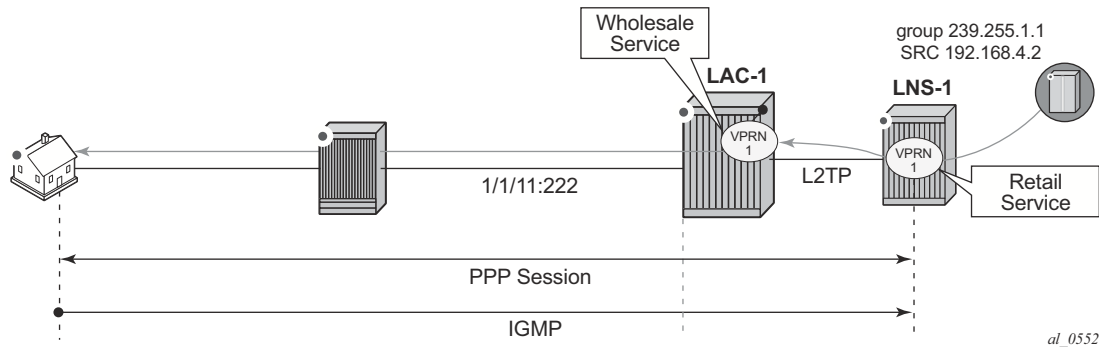 Wholesale
Service
group 239.255.1.1
SRC 192.168.4.2
LAC-1
LNS-1
VPRN
1
VPRN
1
1/1/11:222
L2TP
Retail
Service
PPP Session
IGMP
al_0552